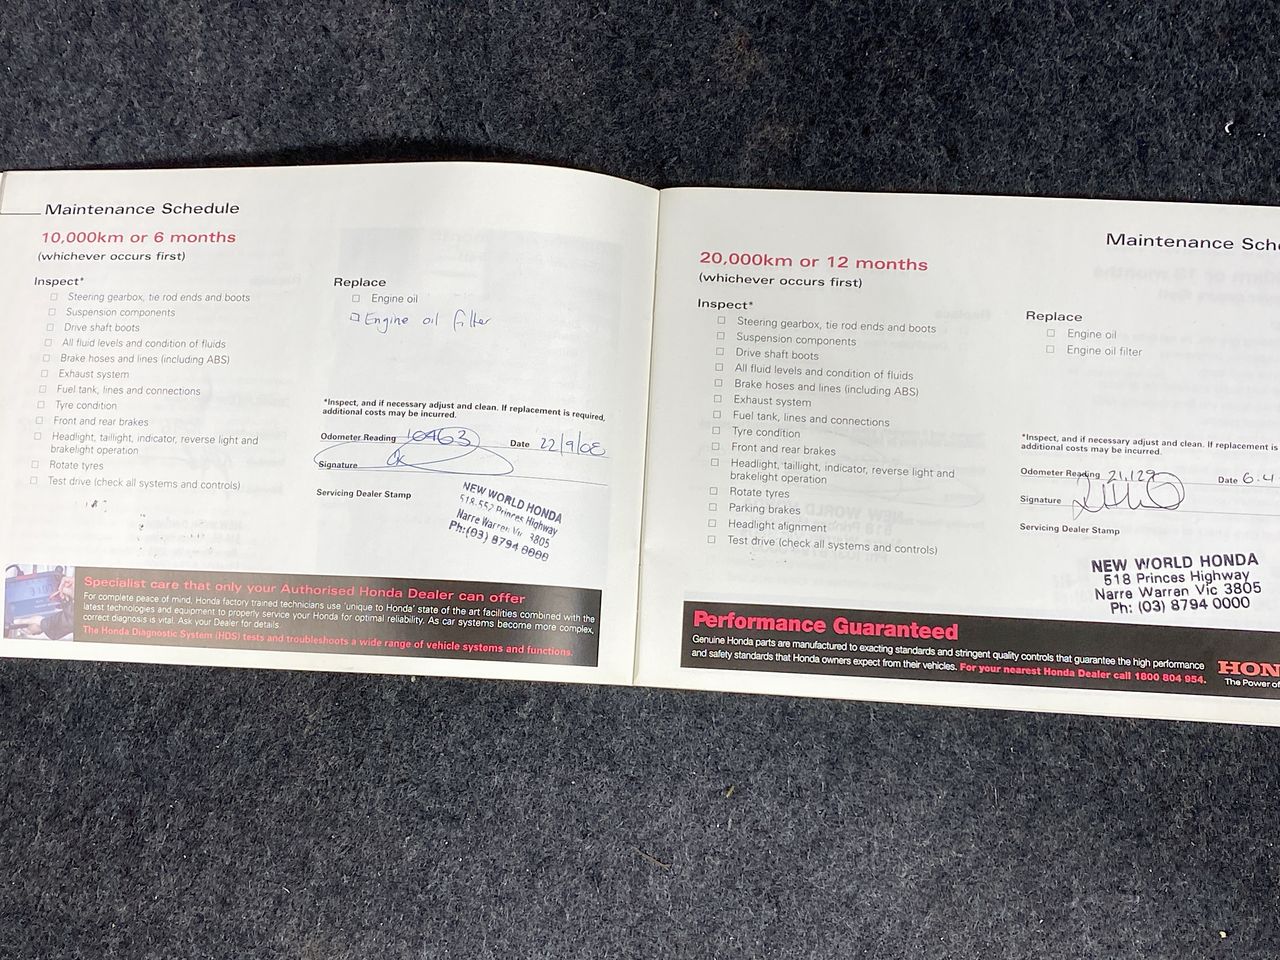 Maintenance Schedule
10,000km or 6 months
(whichever occurs first)
Inspect*
Steering gearbox, tie rod ends and boots
Suspension components
Drive shaft boots
All fluid levels and condition of fluids
Brake hoses and lines (including ABS)
Exhaust system
Fuel tank, lines and connections
Tyre condition
Front and rear brakes
Headlight, taillight, indicator, reverse light and
brakelight operation
Rotate tyres
Test drive (check all systems and controls)
Replace
Engine oil
Engine oil filter
*Inspect, and if necessary adjust and clean. If replacement is required,
additional costs may be incurred.
Odometer Reading 10463 Date 22/9/08
Signature
Servicing Dealer Stamp
NEW WORLD HONDA
518-552 Princes Highway
Narre Warren Vic 3805
Ph:(03) 8794 0000
Specialist care that only your Authorised Honda Dealer can offer
For complete peace of mind, Honda factory trained technicians use 'unique to Honda' state of the art facilities combined with the
latest technologies and equipment to properly service your Honda for optimal reliability. As car systems become more complex,
correct diagnosis is vital. Ask your Dealer for details.
The Honda Diagnostic System (HDS) tests and troubleshoots a wide range of vehicle systems and functions.
Maintenance Sche
20,000km or 12 months
(whichever occurs first)
Inspect*
Steering gearbox, tie rod ends and boots
Suspension components
Drive shaft boots
All fluid levels and condition of fluids
Brake hoses and lines (including ABS)
Exhaust system
Fuel tank, lines and connections
Tyre condition
Front and rear brakes
Headlight, taillight, indicator, reverse light and
brakelight operation
Rotate tyres
Parking brakes
Headlight alignment
Test drive (check all systems and controls)
Replace
Engine oil
Engine oil filter
*Inspect, and if necessary adjust and clean. If replacement is
additional costs may be incurred.
Odometer Reading 21,129 Date 6.4
Signature
Servicing Dealer Stamp
NEW WORLD HONDA
518 Princes Highway
Narre Warren Vic 3805
Ph: (03) 8794 0000
Performance Guaranteed
Genuine Honda parts are manufactured to exacting standards and stringent quality controls that guarantee the high performance
and safety standards that Honda owners expect from their vehicles. For your nearest Honda Dealer call 1800 804 954.
HON
The Power of